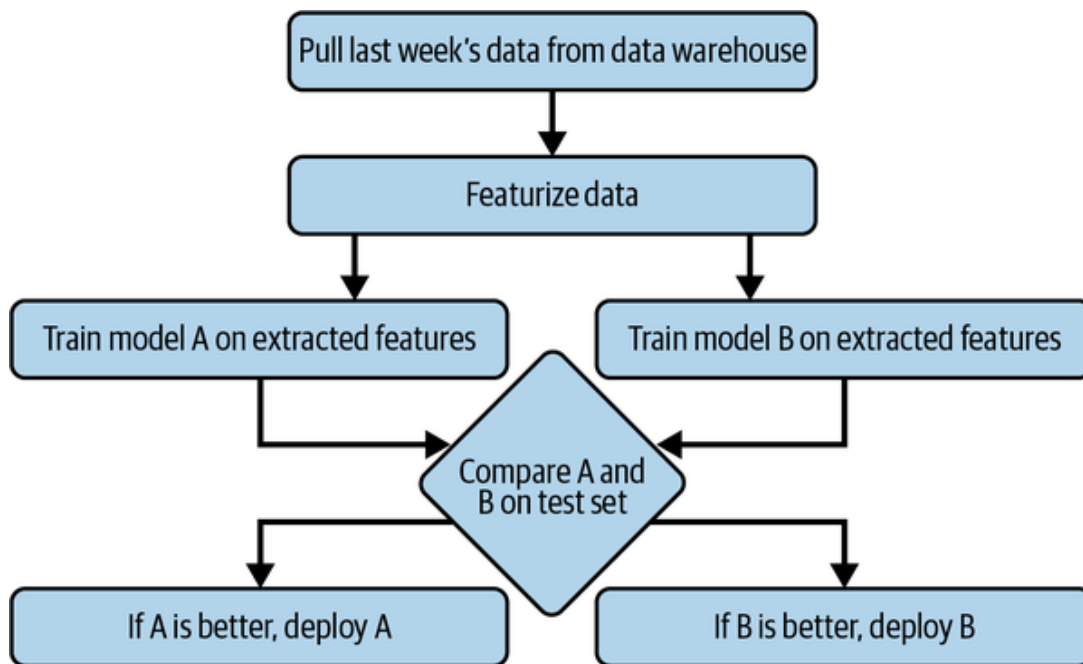 Pull last week’s data from data warehouse
Featurize data
Train model A on extracted features
Train model B on extracted features
Compare A and
B on test set
If A is better, deploy A
If B is better, deploy B